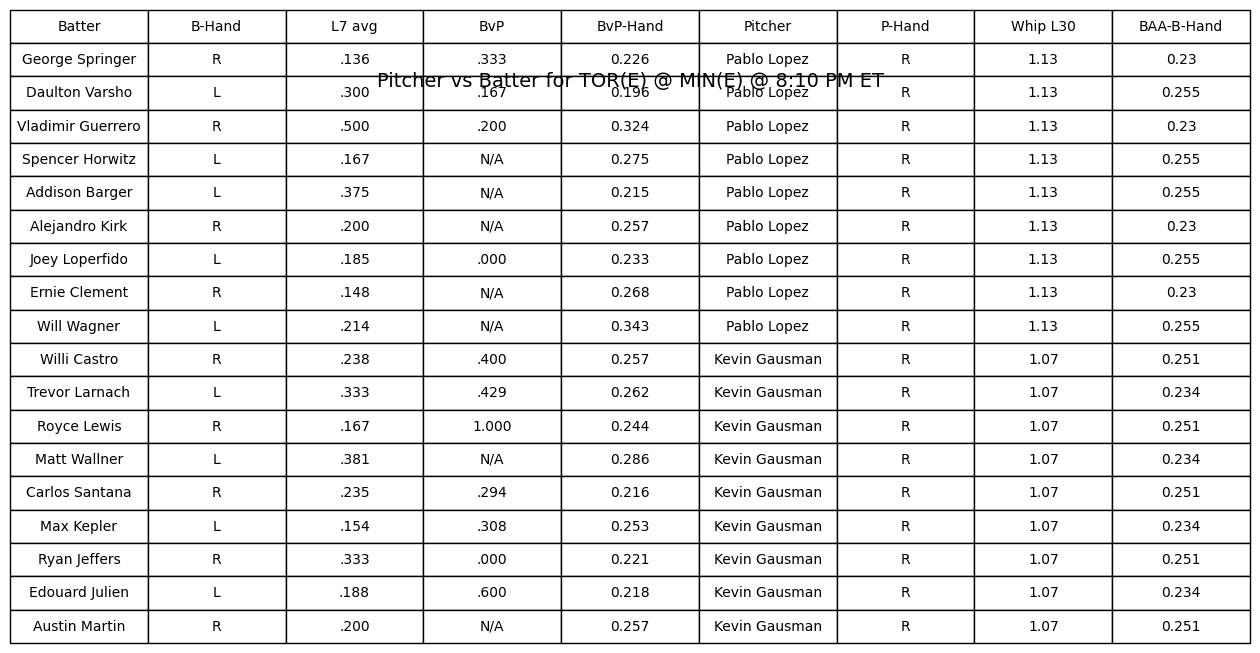 Batter B-Hand L7 avg BvP BvP-Hand Pitcher P-Hand Whip L30 BAA-B-Hand
George Springer R .136 .333 0.226 Pablo Lopez R 1.13 0.23
Pitcher vs Batter for TOR(E) @ MIN(E) @ 8:10 PM ET
Daulton Varsho L .300 .167 0.196 Pablo Lopez R 1.13 0.255
Vladimir Guerrero R .500 .200 0.324 Pablo Lopez R 1.13 0.23
Spencer Horwitz L .167 N/A 0.275 Pablo Lopez R 1.13 0.255
Addison Barger L .375 N/A 0.215 Pablo Lopez R 1.13 0.255
Alejandro Kirk R .200 N/A 0.257 Pablo Lopez R 1.13 0.23
Joey Loperfido L .185 .000 0.233 Pablo Lopez R 1.13 0.255
Ernie Clement R .148 N/A 0.268 Pablo Lopez R 1.13 0.23
Will Wagner L .214 N/A 0.343 Pablo Lopez R 1.13 0.255
Willi Castro R .238 .400 0.257 Kevin Gausman R 1.07 0.251
Trevor Larnach L .333 .429 0.262 Kevin Gausman R 1.07 0.234
Royce Lewis R .167 1.000 0.244 Kevin Gausman R 1.07 0.251
Matt Wallner L .381 N/A 0.286 Kevin Gausman R 1.07 0.234
Carlos Santana R .235 .294 0.216 Kevin Gausman R 1.07 0.251
Max Kepler L .154 .308 0.253 Kevin Gausman R 1.07 0.234
Ryan Jeffers R .333 .000 0.221 Kevin Gausman R 1.07 0.251
Edouard Julien L .188 .600 0.218 Kevin Gausman R 1.07 0.234
Austin Martin R .200 N/A 0.257 Kevin Gausman R 1.07 0.251